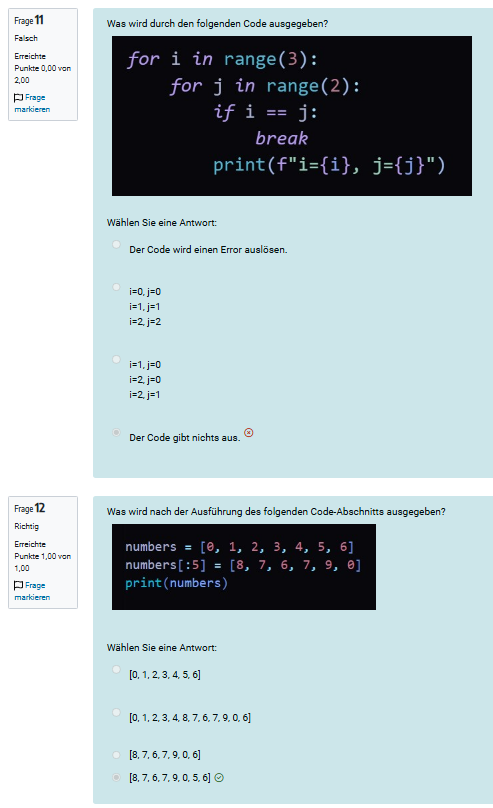 Frage 11
Falsch
Erreichte
Punkte 0,00 von
2,00
Frage
markieren
Was wird durch den folgenden Code ausgegeben?
for i in range(3):
    for j in range(2):
        if i == j:
            break
        print(f"i={i}, j={j}")
Wählen Sie eine Antwort:
Der Code wird einen Error auslösen.
i=0, j=0
i=1, j=1
i=2, j=2
i=1, j=0
i=2, j=0
i=2, j=1
Der Code gibt nichts aus.
Frage 12
Richtig
Erreichte
Punkte 1,00 von
1,00
Frage
markieren
Was wird nach der Ausführung des folgenden Code-Abschnitts ausgegeben?
numbers = [0, 1, 2, 3, 4, 5, 6]
numbers[:5] = [8, 7, 6, 7, 9, 0]
print(numbers)
Wählen Sie eine Antwort:
[0, 1, 2, 3, 4, 5, 6]
[0, 1, 2, 3, 4, 8, 7, 6, 7, 9, 0, 6]
[8, 7, 6, 7, 9, 0, 6]
[8, 7, 6, 7, 9, 0, 5, 6]